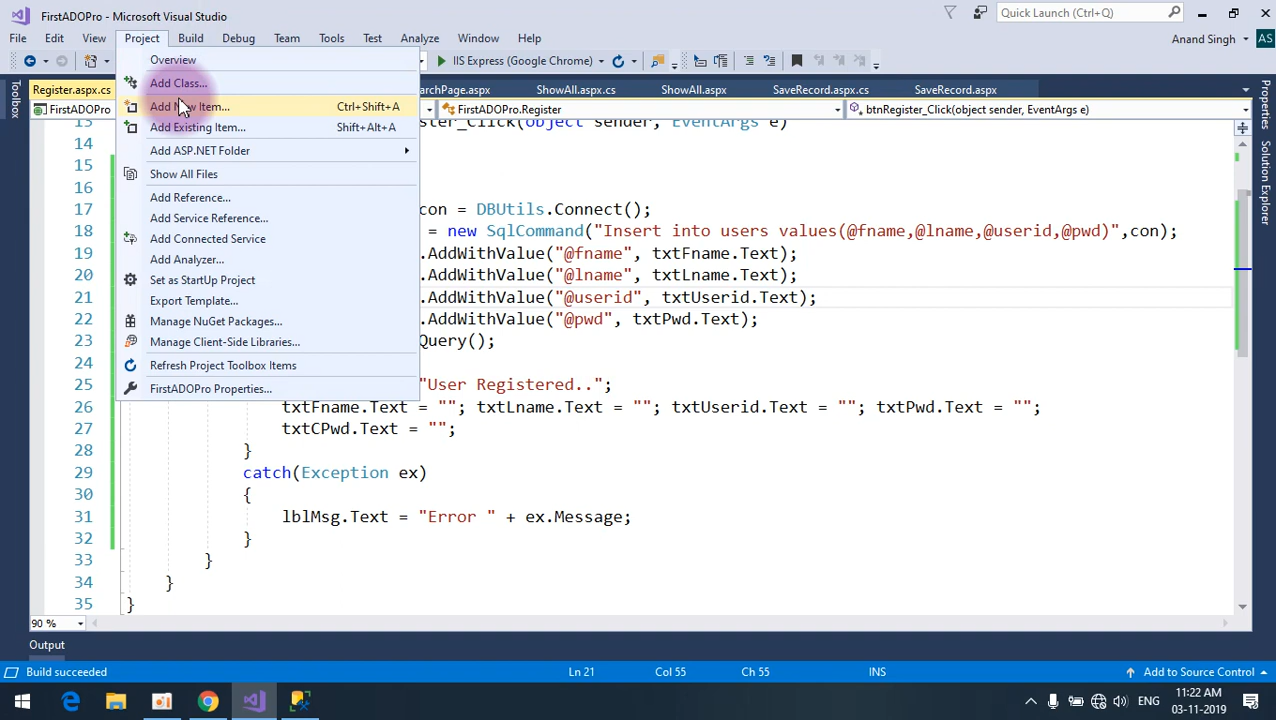 FirstADOPro - Microsoft Visual Studio
Quick Launch (Ctrl+Q)
File Edit View Project Build Debug Team Tools Test Analyze Window Help
Anand Singh AS
IIS Express (Google Chrome)
Register.aspx.cs archPage.aspx ShowAll.aspx.cs ShowAll.aspx SaveRecord.aspx.cs SaveRecord.aspx
FirstADOPro FirstADOPro.Register btnRegister_Click(object sender, EventArgs e)
Toolbox
Solution Explorer
Properties
Overview
Add Class...
Add New Item... Ctrl+Shift+A
Add Existing Item... Shift+Alt+A
Add ASP.NET Folder
Show All Files
Add Reference...
Add Service Reference...
Add Connected Service
Add Analyzer...
Set as StartUp Project
Export Template...
Manage NuGet Packages...
Manage Client-Side Libraries...
Refresh Project Toolbox Items
FirstADOPro Properties...
13 ister_Click(object sender, EventArgs e)
14
15
16
17 con = DBUtils.Connect();
18 = new SqlCommand("Insert into users values(@fname,@lname,@userid,@pwd)",con);
19 .AddWithValue("@fname", txtFname.Text);
20 .AddWithValue("@lname", txtLname.Text);
21 .AddWithValue("@userid", txtUserid.Text);
22 .AddWithValue("@pwd", txtPwd.Text);
23 Query();
24
25 "User Registered..";
26 txtFname.Text = ""; txtLname.Text = ""; txtUserid.Text = ""; txtPwd.Text = "";
27 txtCPwd.Text = "";
28 }
29 catch(Exception ex)
30 {
31 lblMsg.Text = "Error " + ex.Message;
32 }
33 }
34 }
35 }
90 %
Output
Build succeeded Ln 21 Col 55 Ch 55 INS Add to Source Control
ENG
11:22 AM
03-11-2019